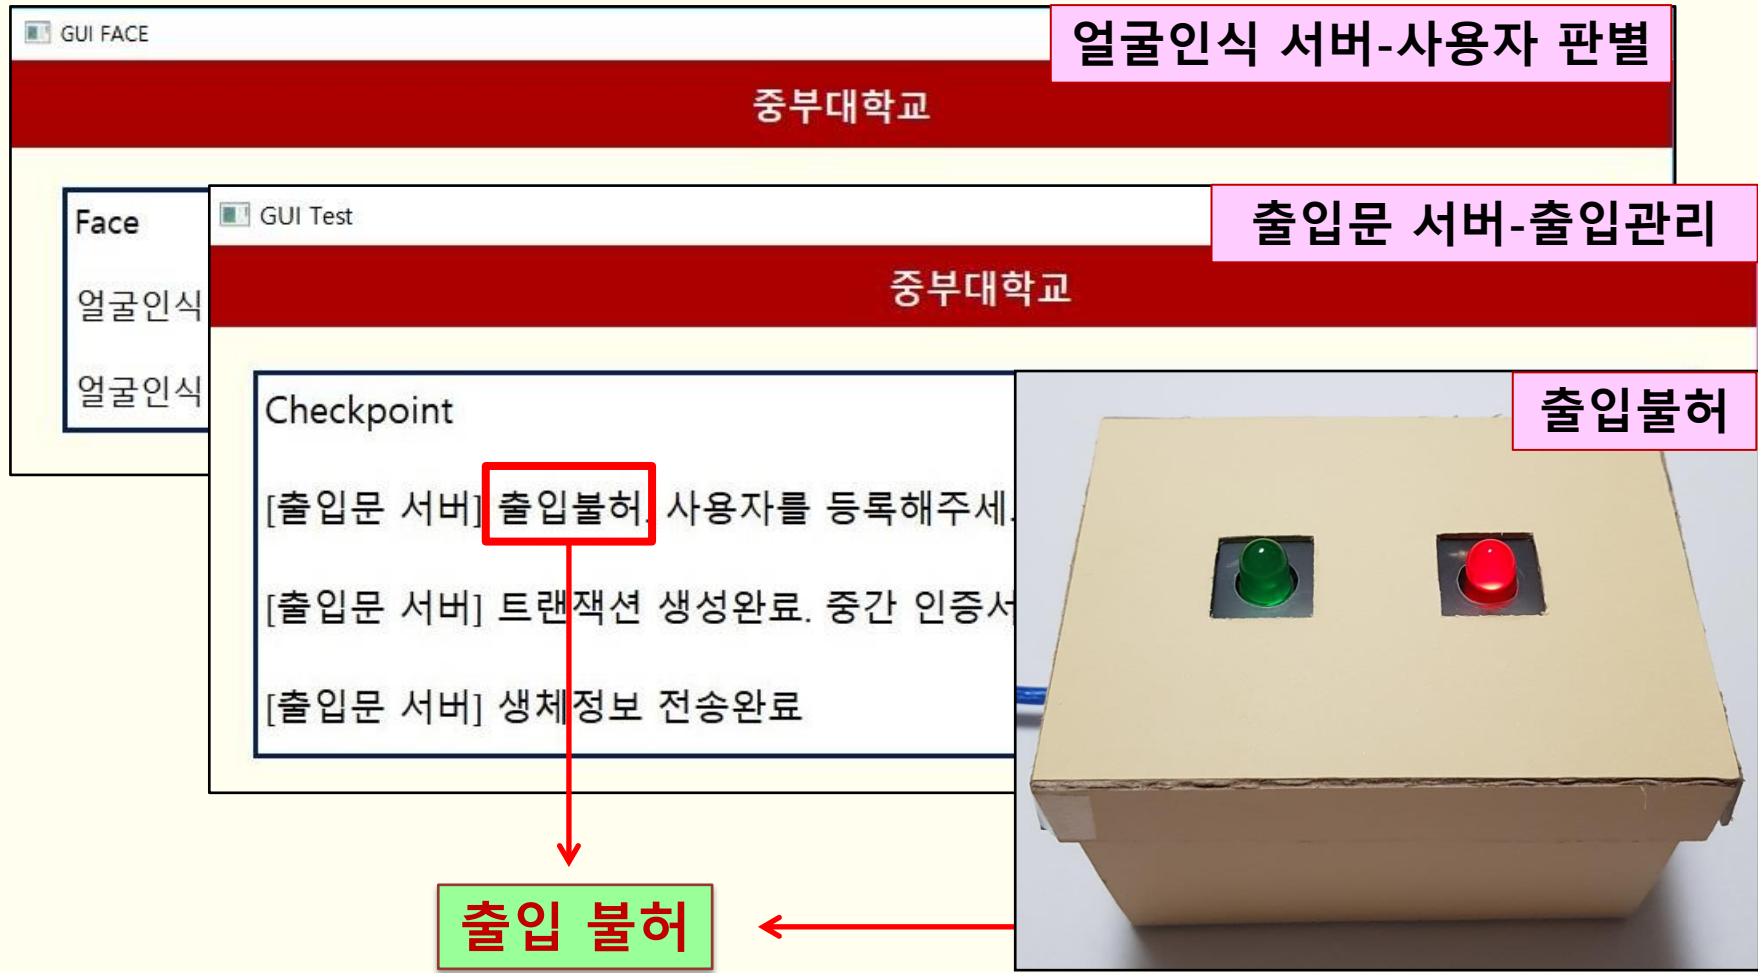 GUI FACE
얼굴인식 서버-사용자 판별
중부대학교
Face
얼굴인식
얼굴인식
GUI Test
출입문 서버-출입관리
중부대학교
Checkpoint
[출입문 서버] 출입불허. 사용자를 등록해주세.
[출입문 서버] 트랜잭션 생성완료. 중간 인증서
[출입문 서버] 생체정보 전송완료
출입불허
출입 불허